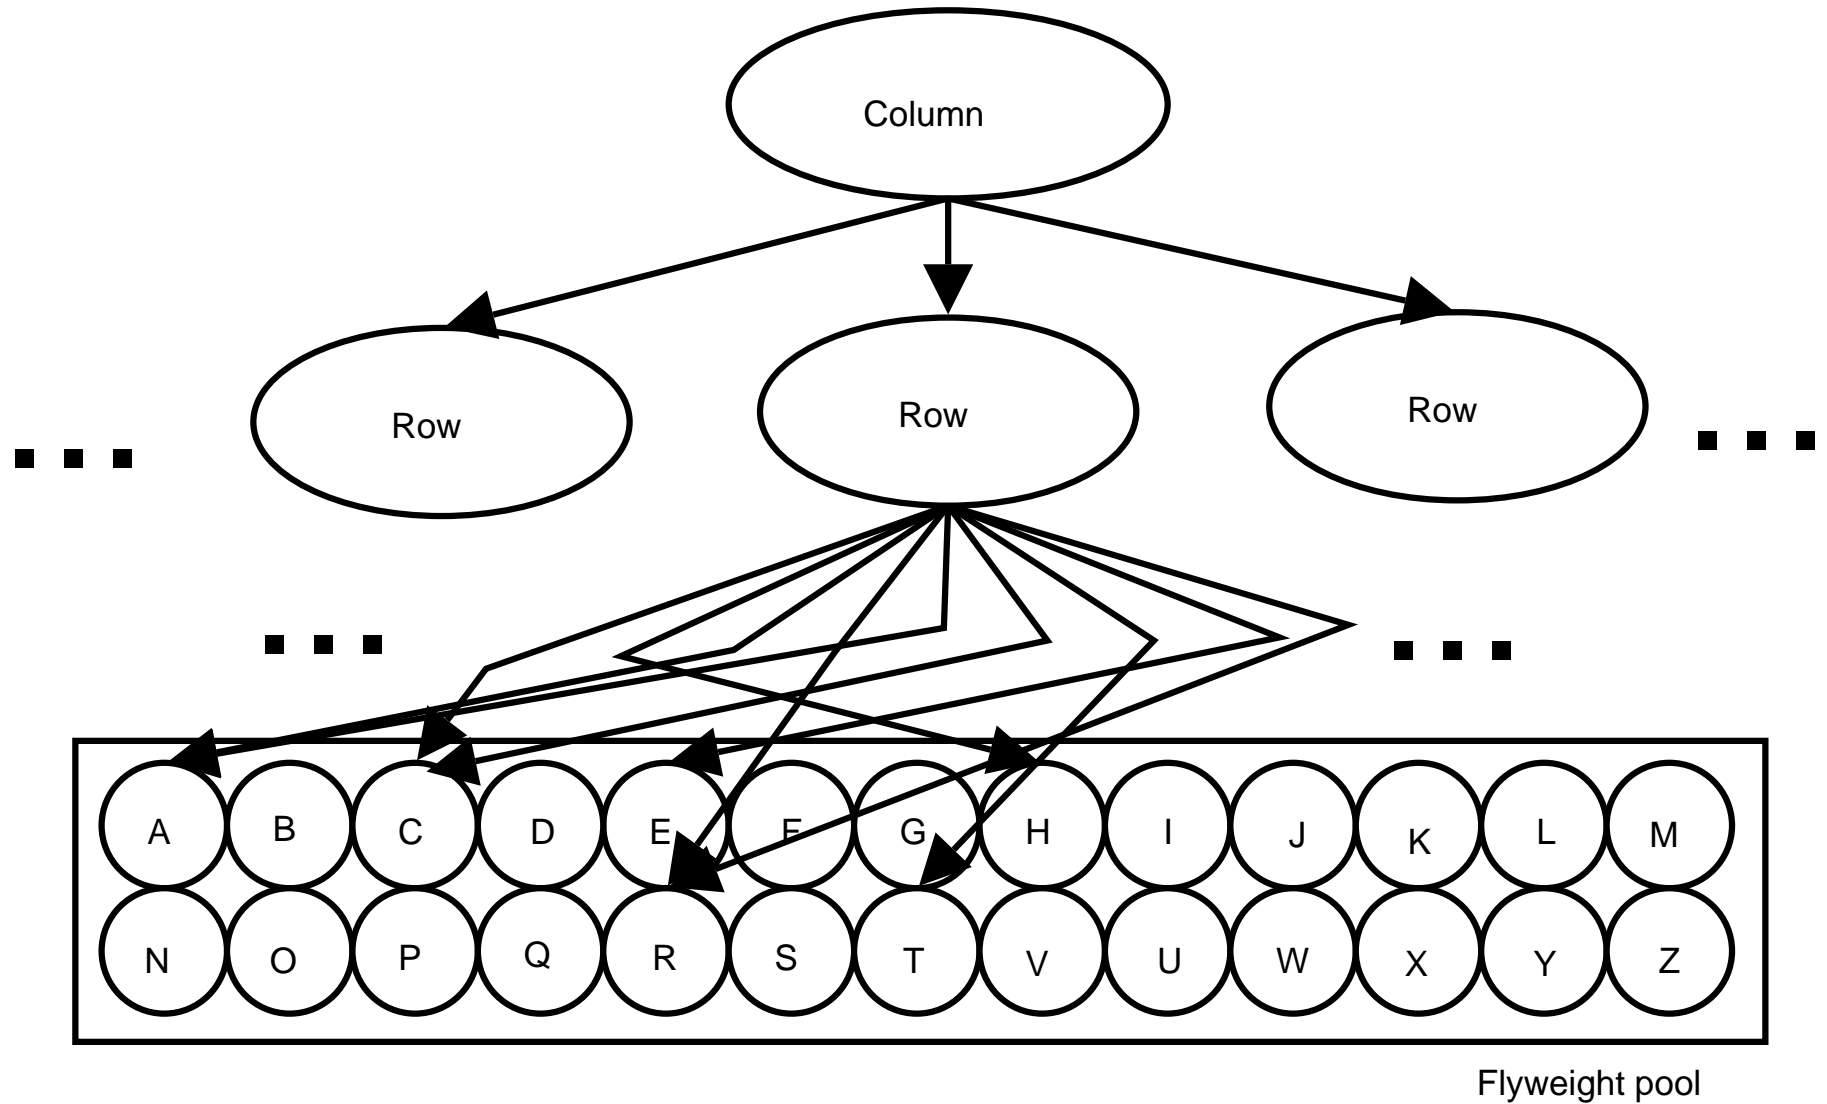 Column
Row Row Row
A B C D E F G H I J K L M
N O P Q R S T V U W X Y Z
Flyweight pool